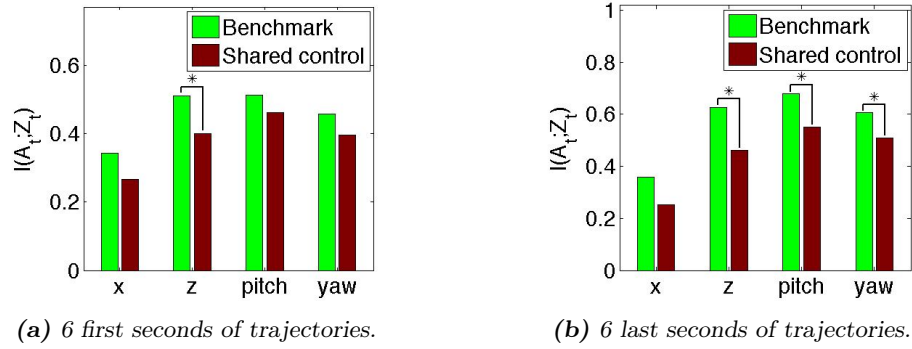 Benchmark
Shared control
I(A_t;Z_t)
0.6
0.4
0.2
0
*
x z pitch yaw
(a) 6 first seconds of trajectories.
Benchmark
Shared control
I(A_t;Z_t)
1
0.8
0.6
0.4
0.2
0
* * *
x z pitch yaw
(b) 6 last seconds of trajectories.